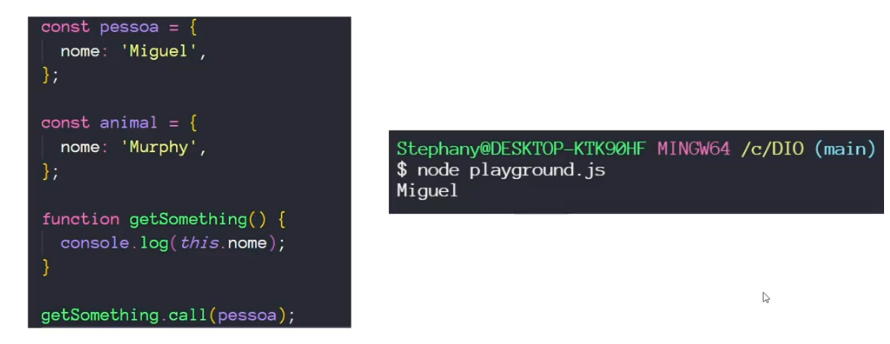 const pessoa = {
  nome: 'Miguel',
};
const animal = {
  nome: 'Murphy',
};
function getSomething() {
  console.log(this.nome);
}
getSomething.call(pessoa);
Stephany@DESKTOP-KTK90HF MINGW64 /c/DIO (main)
$ node playground.js
Miguel